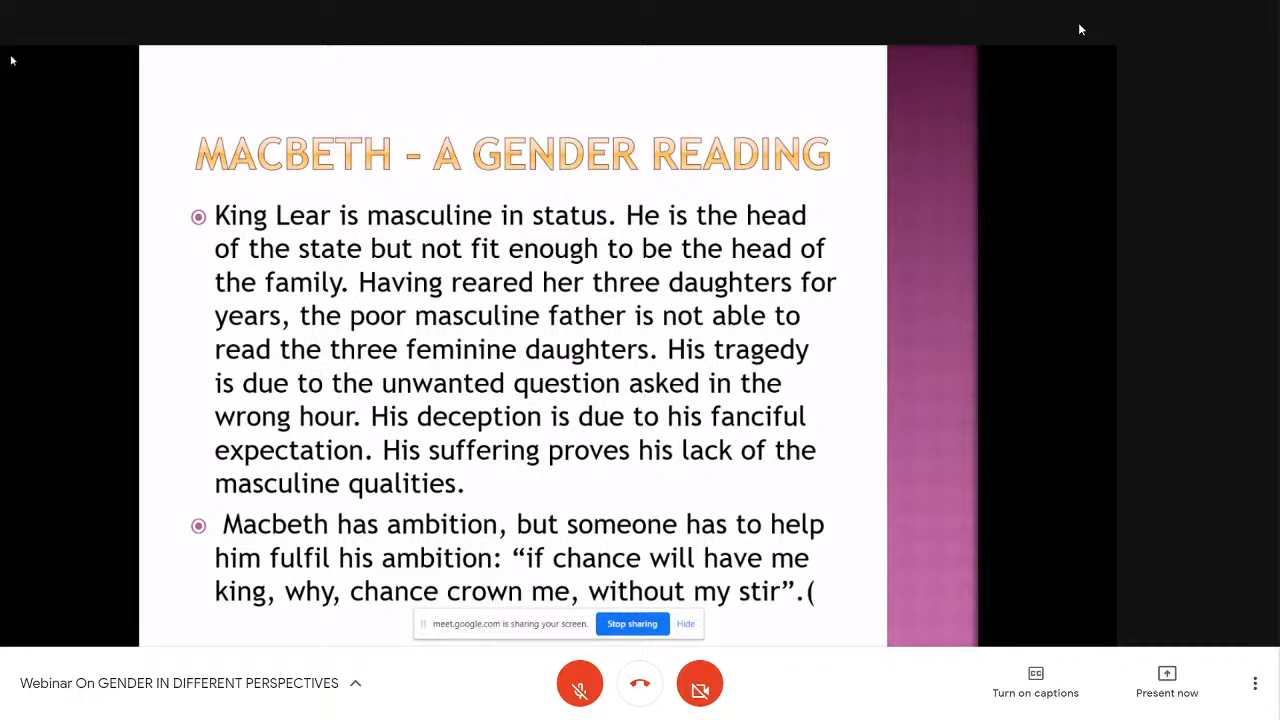 MACBETH - A GENDER READING
King Lear is masculine in status. He is the head
of the state but not fit enough to be the head of
the family. Having reared her three daughters for
years, the poor masculine father is not able to
read the three feminine daughters. His tragedy
is due to the unwanted question asked in the
wrong hour. His deception is due to his fanciful
expectation. His suffering proves his lack of the
masculine qualities.
Macbeth has ambition, but someone has to help
him fulfil his ambition: “if chance will have me
king, why, chance crown me, without my stir”.(
meet.google.com is sharing your screen. Stop sharing Hide
Webinar On GENDER IN DIFFERENT PERSPECTIVES
Turn on captions
Present now